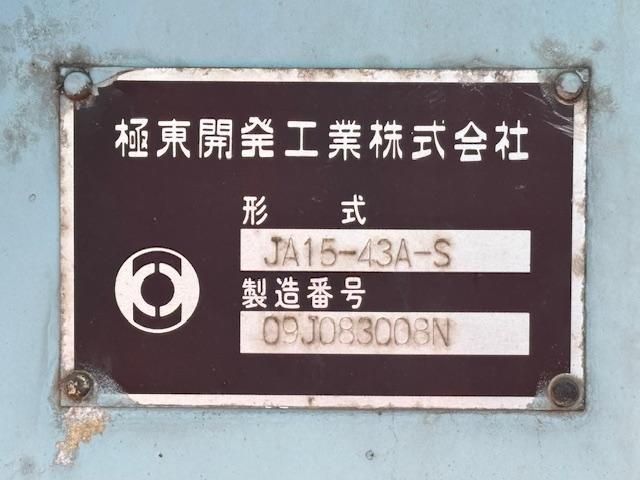 極東開発工業株式会社
形 式
JA15-43A-S
製造番号
09J083008N